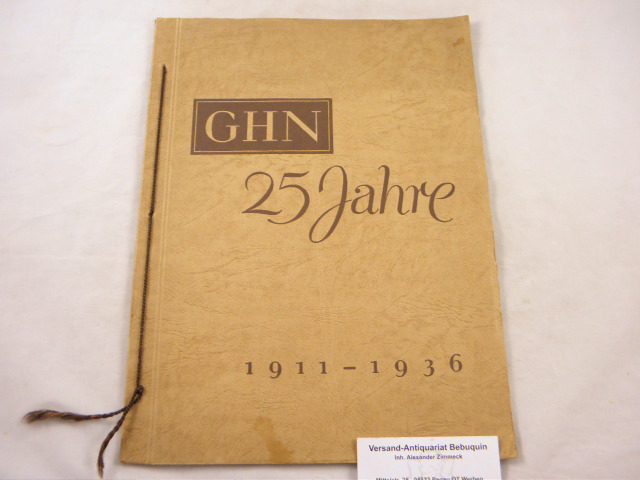 GHN
25 Jahre
1911 – 1936
Versand-Antiquariat Bebuquin
Inh. Alexander Zimmeck